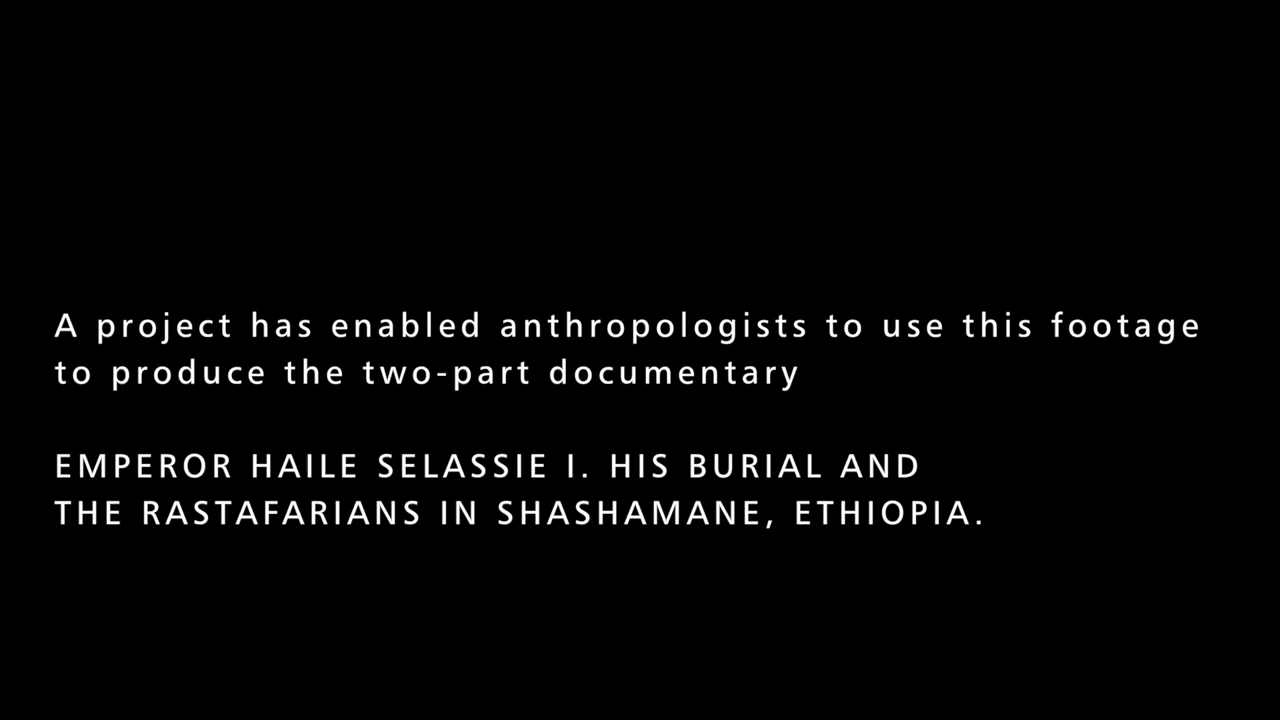 A project has enabled anthropologists to use this footage
to produce the two-part documentary
EMPEROR HAILE SELASSIE I. HIS BURIAL AND
THE RASTAFARIANS IN SHASHAMANE, ETHIOPIA.